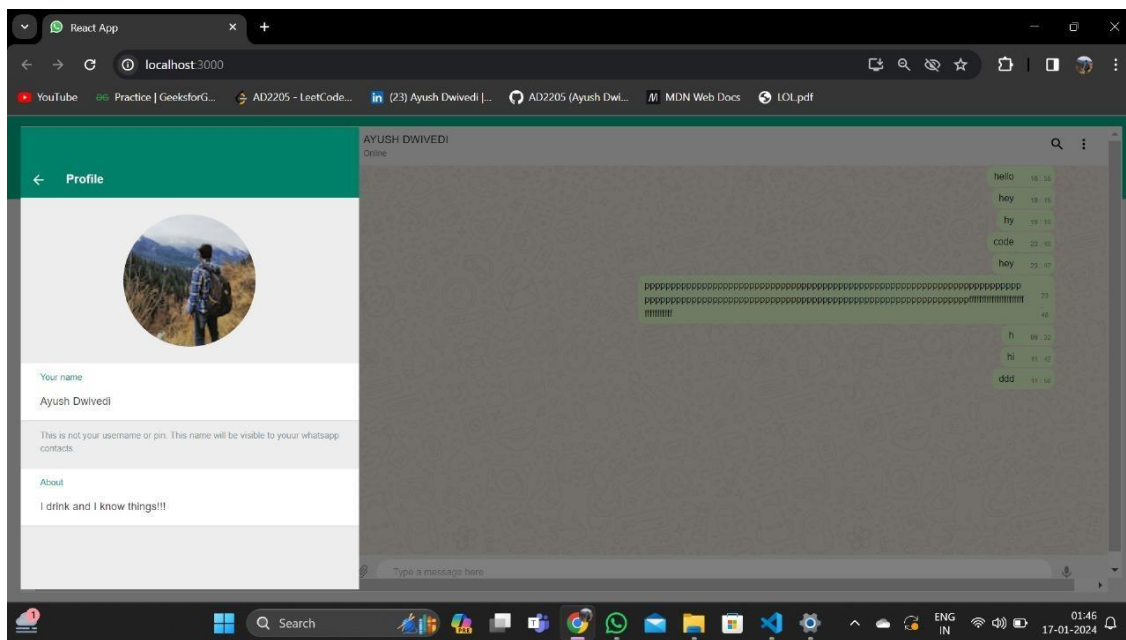 React App
localhost:3000
YouTube
Practice | GeeksforG...
AD2205 - LeetCode...
(23) Ayush Dwivedi |...
AD2205 (Ayush Dwi...
MDN Web Docs
LOL.pdf
AYUSH DWIVEDI
Online
Profile
hello
hey
hy
code
hey
h
hi
ddd
Your name
Ayush Dwivedi
This is not your username or pin. This name will be visible to youur whatsapp
contacts.
About
I drink and I know things!!!
Type a message here
1
Search
PRE
ENG
IN
01:46
17-01-2024